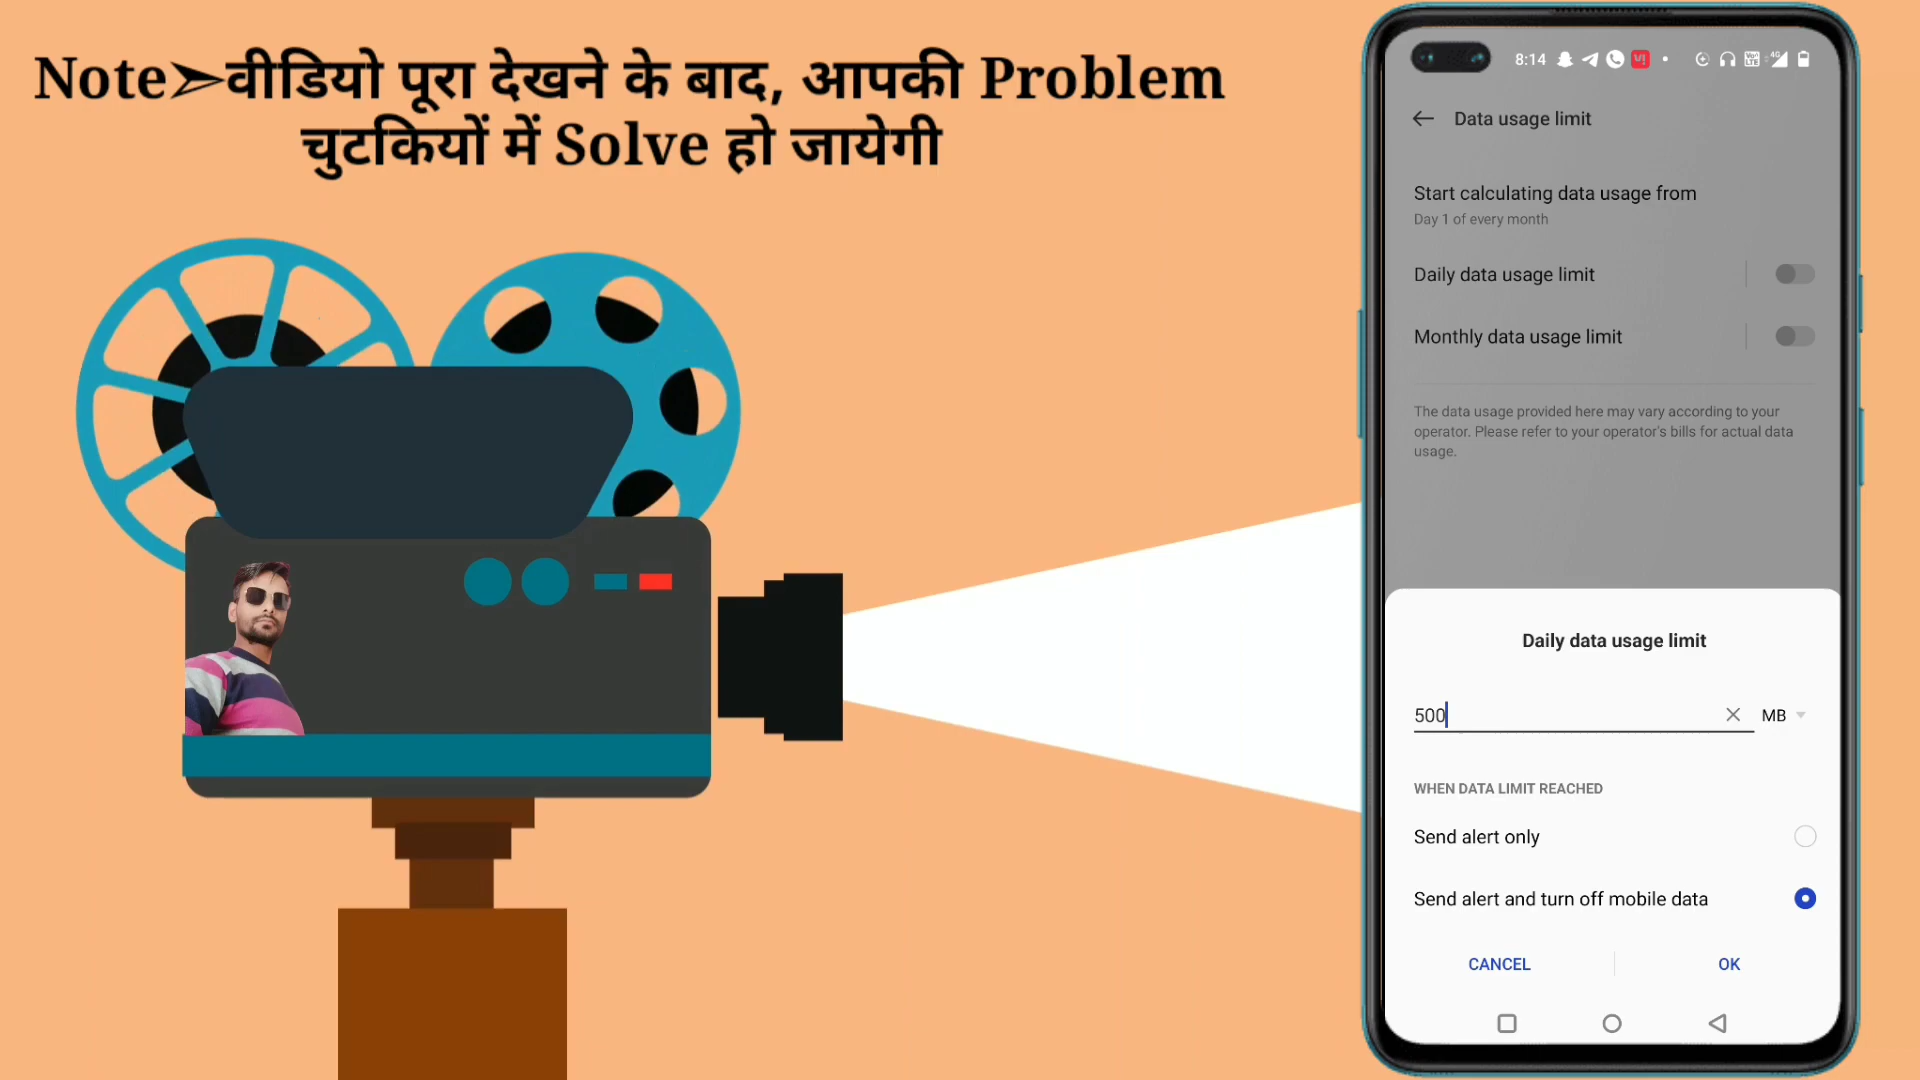 Note➣वीडियो पूरा देखने के बाद, आपकी Problem
चुटकियों में Solve हो जायेगी
8:14
4G
Data usage limit
Start calculating data usage from
Day 1 of every month
Daily data usage limit
Monthly data usage limit
The data usage provided here may vary according to your
operator. Please refer to your operator's bills for actual data
usage.
Daily data usage limit
500
MB
WHEN DATA LIMIT REACHED
Send alert only
Send alert and turn off mobile data
CANCEL
OK